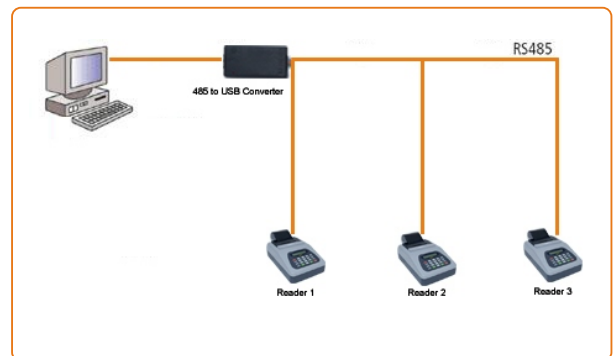 RS485
485 to USB Converter
Reader 1
Reader 2
Reader 3